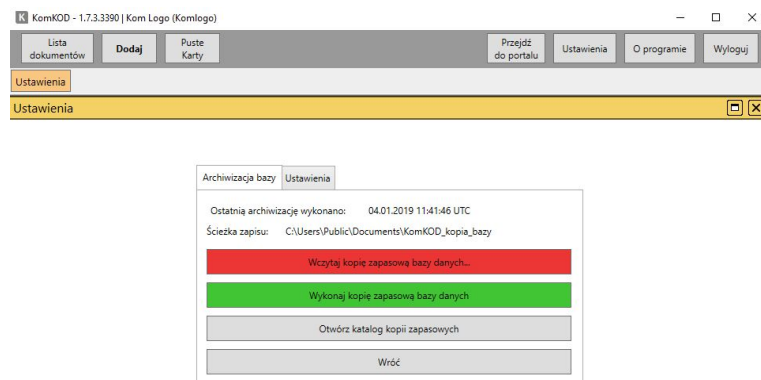 K KomKOD - 1.7.3.3390 | Kom Logo (Komlogo)
Lista dokumentów
Dodaj
Puste Karty
Przejdź do portalu
Ustawienia
O programie
Wyloguj
Ustawienia
Ustawienia
Archiwizacja bazy
Ustawienia
Ostatnią archiwizację wykonano: 04.01.2019 11:41:46 UTC
Ścieżka zapisu: C:\Users\Public\Documents\KomKOD_kopia_bazy
Wczytaj kopię zapasową bazy danych...
Wykonaj kopię zapasową bazy danych
Otwórz katalog kopii zapasowych
Wróć